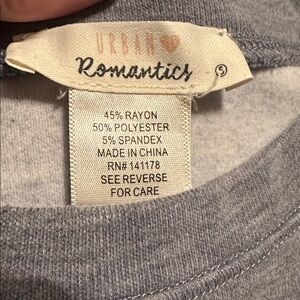 URBAN
Romantics
S
45% RAYON
50% POLYESTER
5% SPANDEX
MADE IN CHINA
RN# 141178
SEE REVERSE
FOR CARE